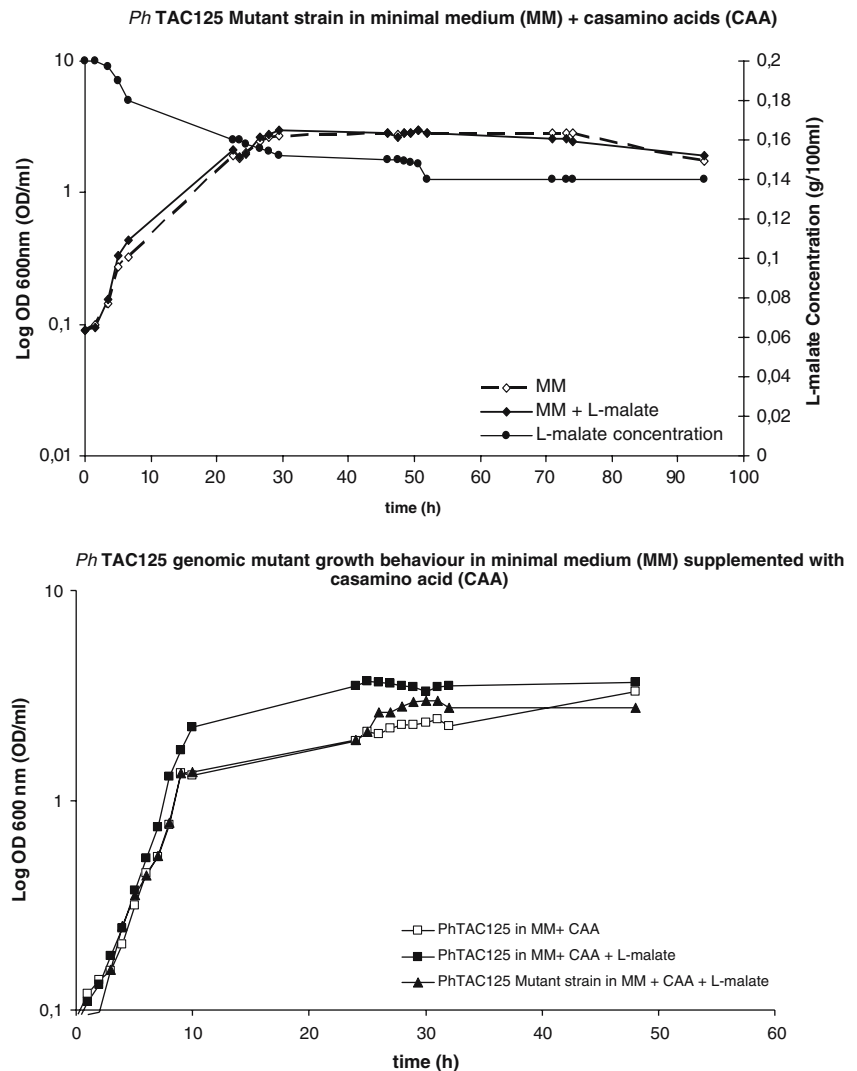 Ph TAC125 Mutant strain in minimal medium (MM) + casamino acids (CAA)
10
1
0,1
0,01
Log OD 600nm (OD/ml)
0,2
0,18
0,16
0,14
0,12
0,1
0,08
0,06
0,04
0,02
0
L-malate Concentration (g/100ml)
MM
MM + L-malate
L-malate concentration
0 10 20 30 40 50 60 70 80 90 100
time (h)
Ph TAC125 genomic mutant growth behaviour in minimal medium (MM) supplemented with
casamino acid (CAA)
10
1
0,1
Log OD 600 nm (OD/ml)
PhTAC125 in MM+ CAA
PhTAC125 in MM+ CAA + L-malate
PhTAC125 Mutant strain in MM + CAA + L-malate
0 10 20 30 40 50 60
time (h)